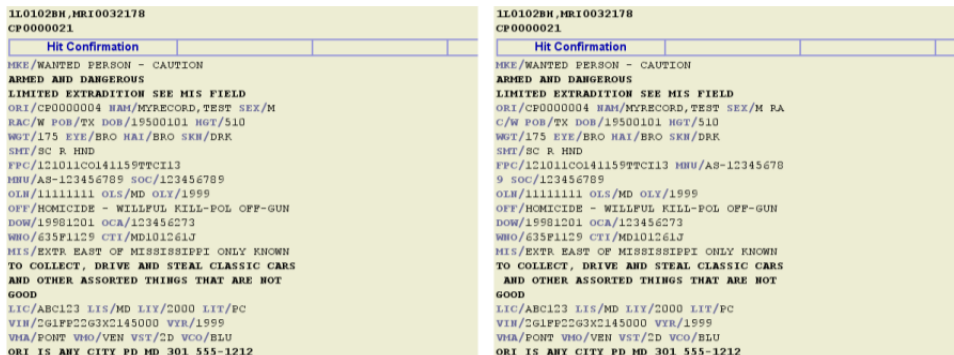 1L0102BH,MRI0032178
CP0000021
Hit Confirmation
MKE/WANTED PERSON - CAUTION
ARMED AND DANGEROUS
LIMITED EXTRADITION SEE MIS FIELD
ORI/CP0000004 NAM/MYRECORD,TEST SEX/M
RAC/W POB/TX DOB/19500101 HGT/510
WGT/175 EYE/BRO HAI/BRO SKN/DRK
SMT/SC R HND
FPC/121011CO141159TTCI13
MNU/AS-123456789 SOC/123456789
OLN/11111111 OLS/MD OLY/1999
OFF/HOMICIDE - WILLFUL KILL-POL OFF-GUN
DOW/19981201 OCA/123456273
WNO/635F1129 CTI/MD101261J
MIS/EXTR EAST OF MISSISSIPPI ONLY KNOWN
TO COLLECT, DRIVE AND STEAL CLASSIC CARS
AND OTHER ASSORTED THINGS THAT ARE NOT
GOOD
LIC/ABC123 LIS/MD LIY/2000 LIT/PC
VIN/2G1FP22G3X2145000 VYR/1999
VMA/PONT VMO/VEN VST/2D VCO/BLU
ORI IS ANY CITY PD MD 301 555-1212
1L0102BH,MRI0032178
CP0000021
Hit Confirmation
MKE/WANTED PERSON - CAUTION
ARMED AND DANGEROUS
LIMITED EXTRADITION SEE MIS FIELD
ORI/CP0000004 NAM/MYRECORD,TEST SEX/M RA
C/W POB/TX DOB/19500101 HGT/510
WGT/175 EYE/BRO HAI/BRO SKN/DRK
SMT/SC R HND
FPC/121011CO141159TTCI13 MNU/AS-12345678
9 SOC/123456789
OLN/11111111 OLS/MD OLY/1999
OFF/HOMICIDE - WILLFUL KILL-POL OFF-GUN
DOW/19981201 OCA/123456273
WNO/635F1129 CTI/MD101261J
MIS/EXTR EAST OF MISSISSIPPI ONLY KNOWN
TO COLLECT, DRIVE AND STEAL CLASSIC CARS
AND OTHER ASSORTED THINGS THAT ARE NOT
GOOD
LIC/ABC123 LIS/MD LIY/2000 LIT/PC
VIN/2G1FP22G3X2145000 VYR/1999
VMA/PONT VMO/VEN VST/2D VCO/BLU
ORI IS ANY CITY PD MD 301 555-1212